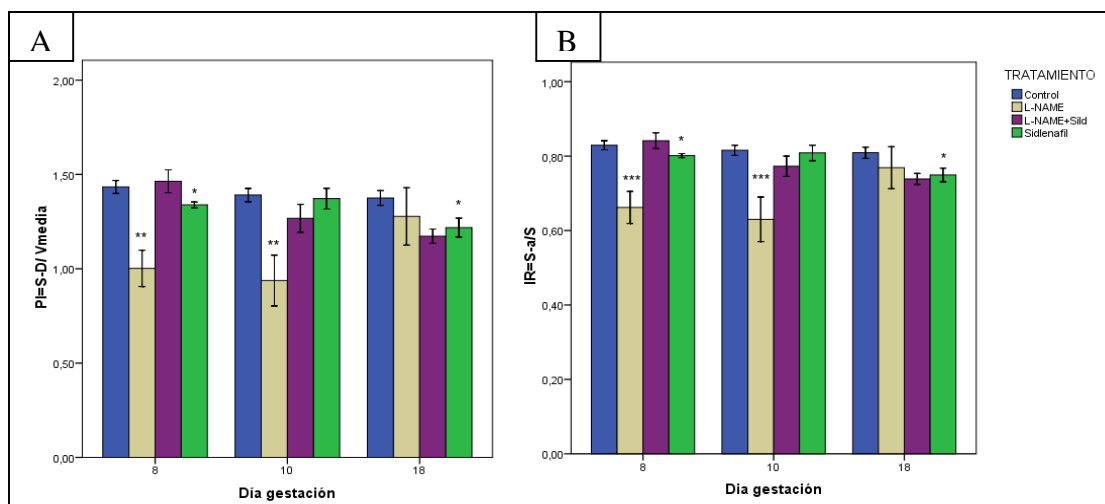 A
2,00
1,50
1,00
0,50
0,00
PI=S-D/ Vmedia
**
*
**
*
8
10
18
Día gestación
B
1,00
0,80
0,60
0,40
0,20
0,00
IR=S-a/S
***
*
***
*
8
10
18
Día gestación
TRATAMIENTO
Control
L-NAME
L-NAME+Sild
Sidlenafil